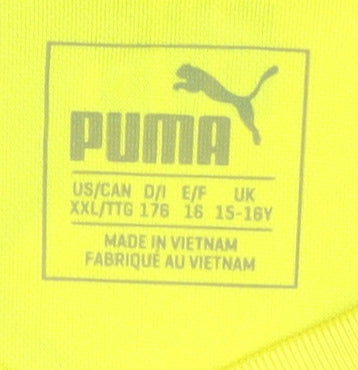 PUMA
US/CAN D/I E/F UK
XXL/TTG 176 16 15-16Y
MADE IN VIETNAM
FABRIQUÉ AU VIETNAM